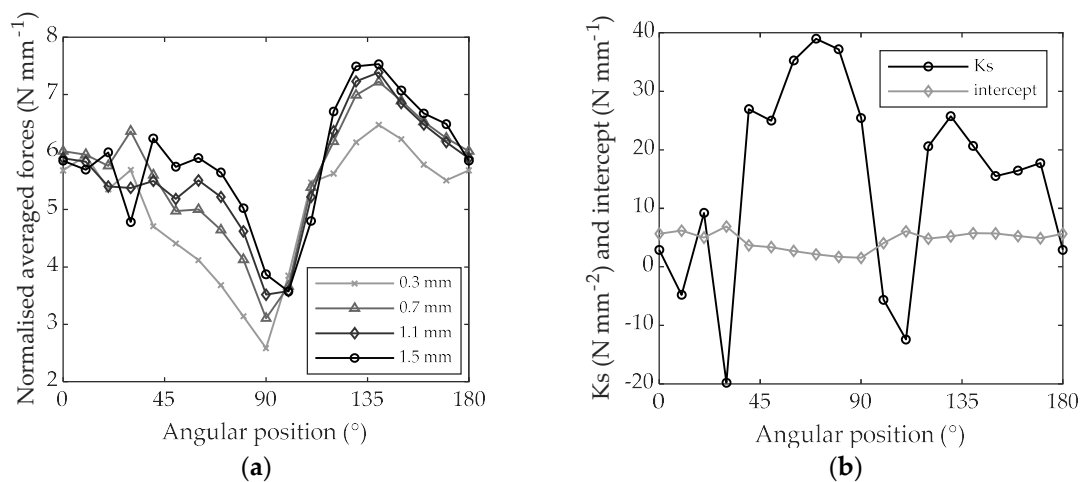 Normalised averaged forces (N mm⁻¹)
8
7
6
5
4
3
2
0
45
90
135
180
0.3 mm
0.7 mm
1.1 mm
1.5 mm
Angular position (°)
(a)
Ks (N mm⁻²) and intercept (N mm⁻¹)
40
30
20
10
0
-10
-20
0
45
90
135
180
Ks
intercept
Angular position (°)
(b)